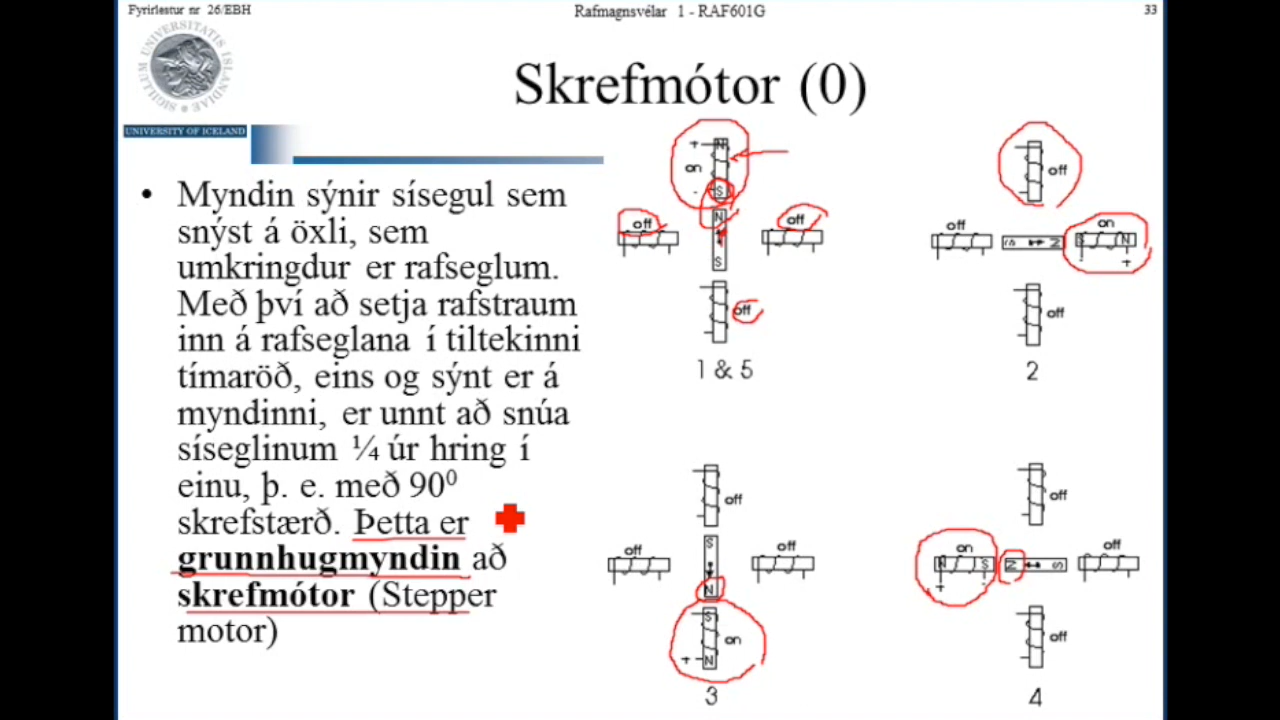 Fyrirlestur nr 26/EBH
Rafmagnsvélar 1 - RAF601G
33
SIGILLUM UNIVERSITATIS ISLANDIAE
UNIVERSITY OF ICELAND
Skrefmótor (0)
• Myndin sýnir sísegul sem
snýst á öxli, sem
umkringdur er rafseglum.
Með því að setja rafstraum
inn á rafseglana í tiltekinni
tímaröð, eins og sýnt er á
myndinni, er unnt að snúa
síseglinum ¼ úr hring í
einu, þ. e. með 90⁰
skrefstærð. Þetta er
grunnhugmyndin að
skrefmótor (Stepper
motor)
+ N
on
- S
off
N
off
S
off
1 & 5
off
off
S N
on
S N
- +
off
2
off
off
S
off
N
S
on
+ N
3
off
on
N S
+ -
N S
off
off
4